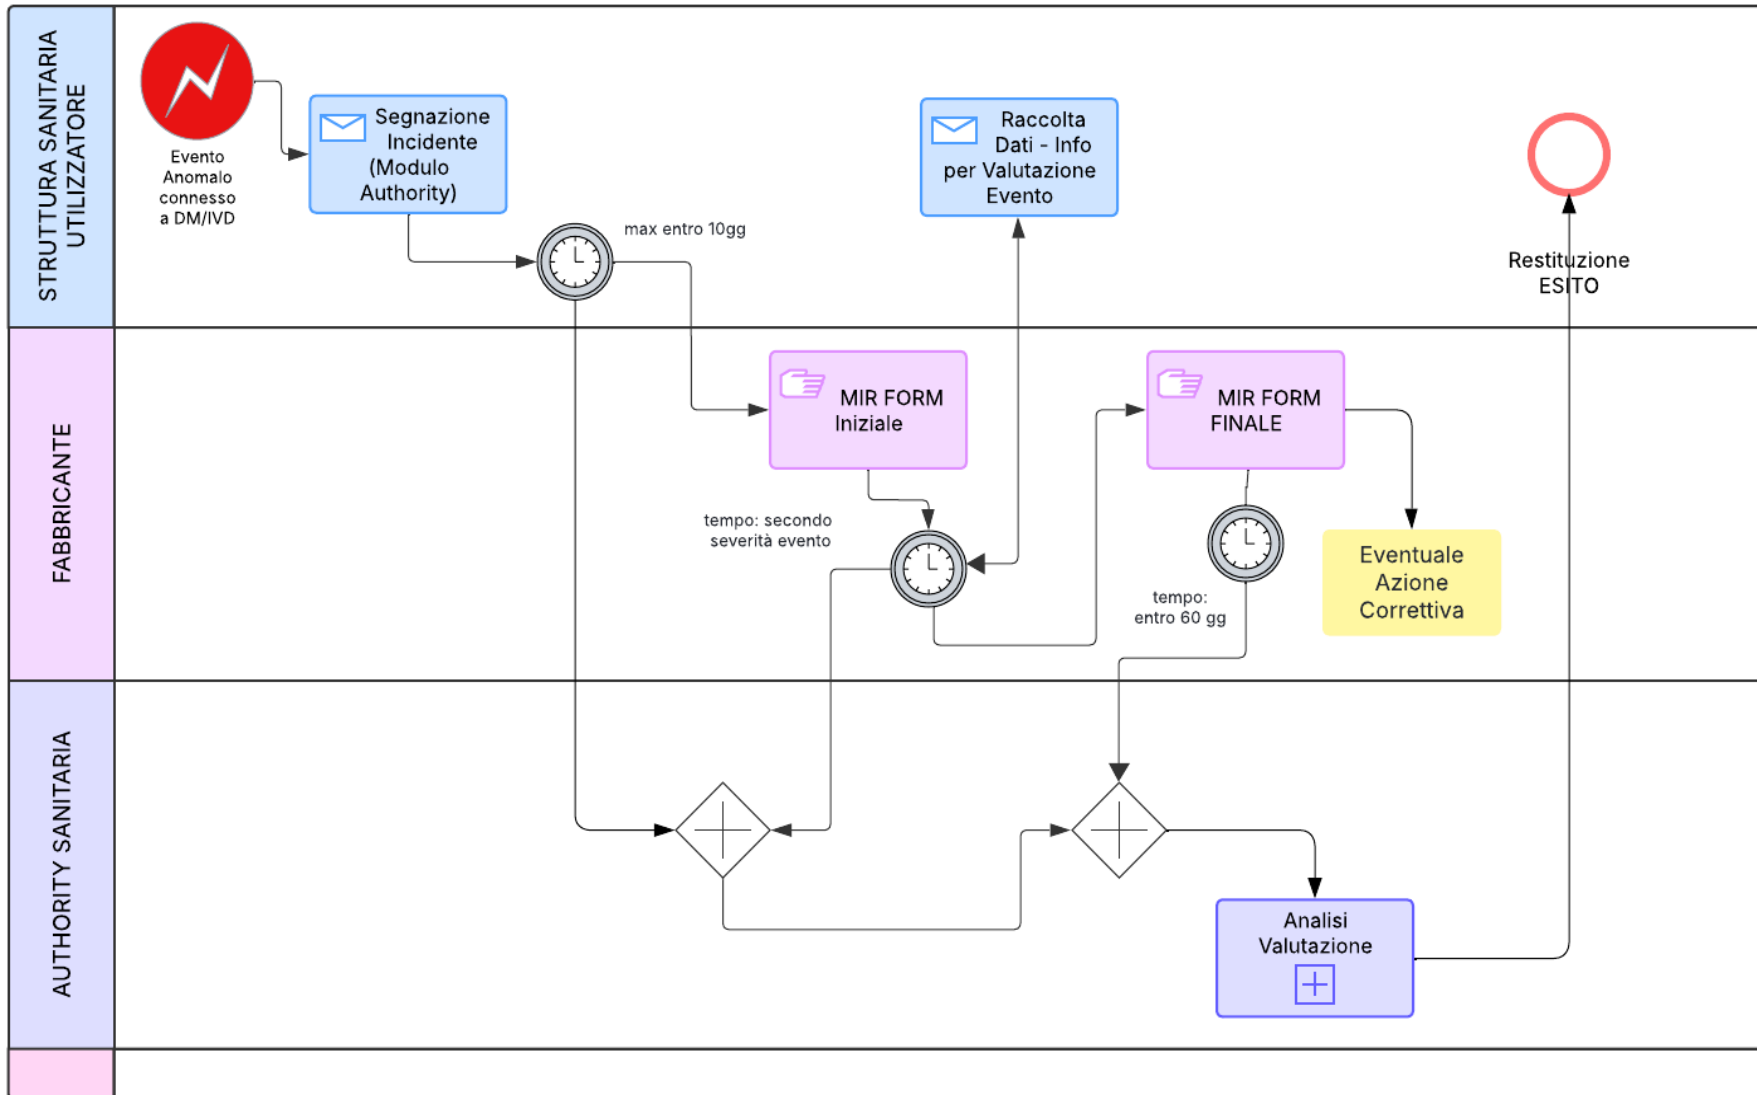 STRUTTURA SANITARIA
UTILIZZATORE
Evento
Anomalo
connesso
a DM/IVD
Segnazione
Incidente
(Modulo
Authority)
max entro 10gg
Raccolta
Dati - Info
per Valutazione
Evento
Restituzione
ESITO
FABBRICANTE
MIR FORM
Iniziale
tempo: secondo
severità evento
MIR FORM
FINALE
tempo:
entro 60 gg
Eventuale
Azione
Correttiva
AUTHORITY SANITARIA
Analisi
Valutazione